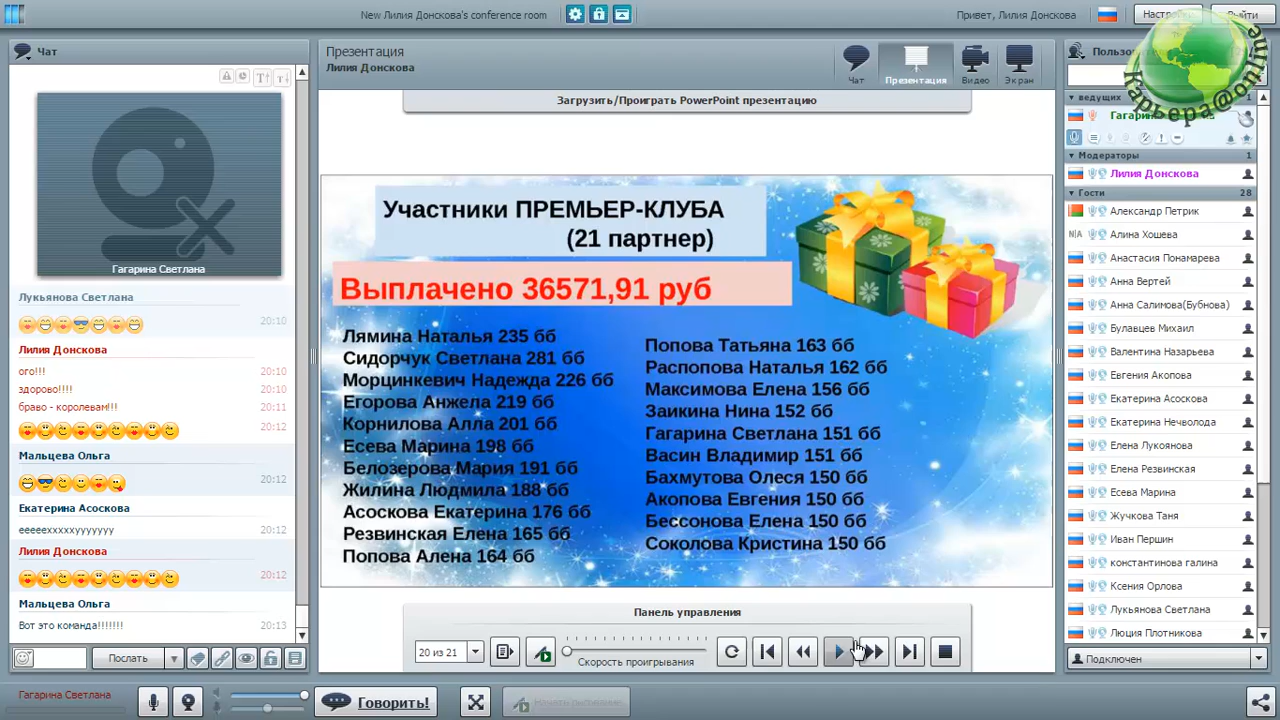 New Лилия Донскова's conference room
Привет, Лилия Донскова
Настройки
Выйти
Карьера@online
Чат
Гагарина Светлана
Лукьянова Светлана
20:10
Лилия Донскова
ого!!! 20:10
здорово!!!! 20:10
браво - королевам!!! 20:11
20:12
Мальцева Ольга
20:12
Екатерина Асоскова
еееееххххууууууу 20:12
Лилия Донскова
20:12
Мальцева Ольга
Вот это команда!!!!!!! 20:13
Послать
Презентация
Лилия Донскова
Чат
Презентация
Видео
Экран
Загрузить/Проиграть PowerPoint презентацию
Участники ПРЕМЬЕР-КЛУБА
(21 партнер)
Выплачено 36571,91 руб
Лямина Наталья 235 бб
Сидорчук Светлана 281 бб
Морцинкевич Надежда 226 бб
Егорова Анжела 219 бб
Корнилова Алла 201 бб
Есева Марина 198 бб
Белозерова Мария 191 бб
Жилина Людмила 188 бб
Асоскова Екатерина 176 бб
Резвинская Елена 165 бб
Попова Алена 164 бб
Попова Татьяна 163 бб
Распопова Наталья 162 бб
Максимова Елена 156 бб
Заикина Нина 152 бб
Гагарина Светлана 151 бб
Васин Владимир 151 бб
Бахмутова Олеся 150 бб
Акопова Евгения 150 бб
Бессонова Елена 150 бб
Соколова Кристина 150 бб
Панель управления
20 из 21
Скорость проигрывания
ведущих 1
Модераторы 1
Лилия Донскова
Гости 28
Александр Петрик
N/A Алина Хошева
Анастасия Понамарева
Анна Вертей
Анна Салимова(Бубнова)
Булавцев Михаил
Валентина Назарьева
Евгения Акопова
Екатерина Асоскова
Екатерина Нечволода
Елена Лукоянова
Елена Резвинская
Есева Марина
Жучкова Таня
Иван Першин
константинова галина
Ксения Орлова
Лукьянова Светлана
Люция Плотникова
Подключен
Гагарина Светлана
Говорить!